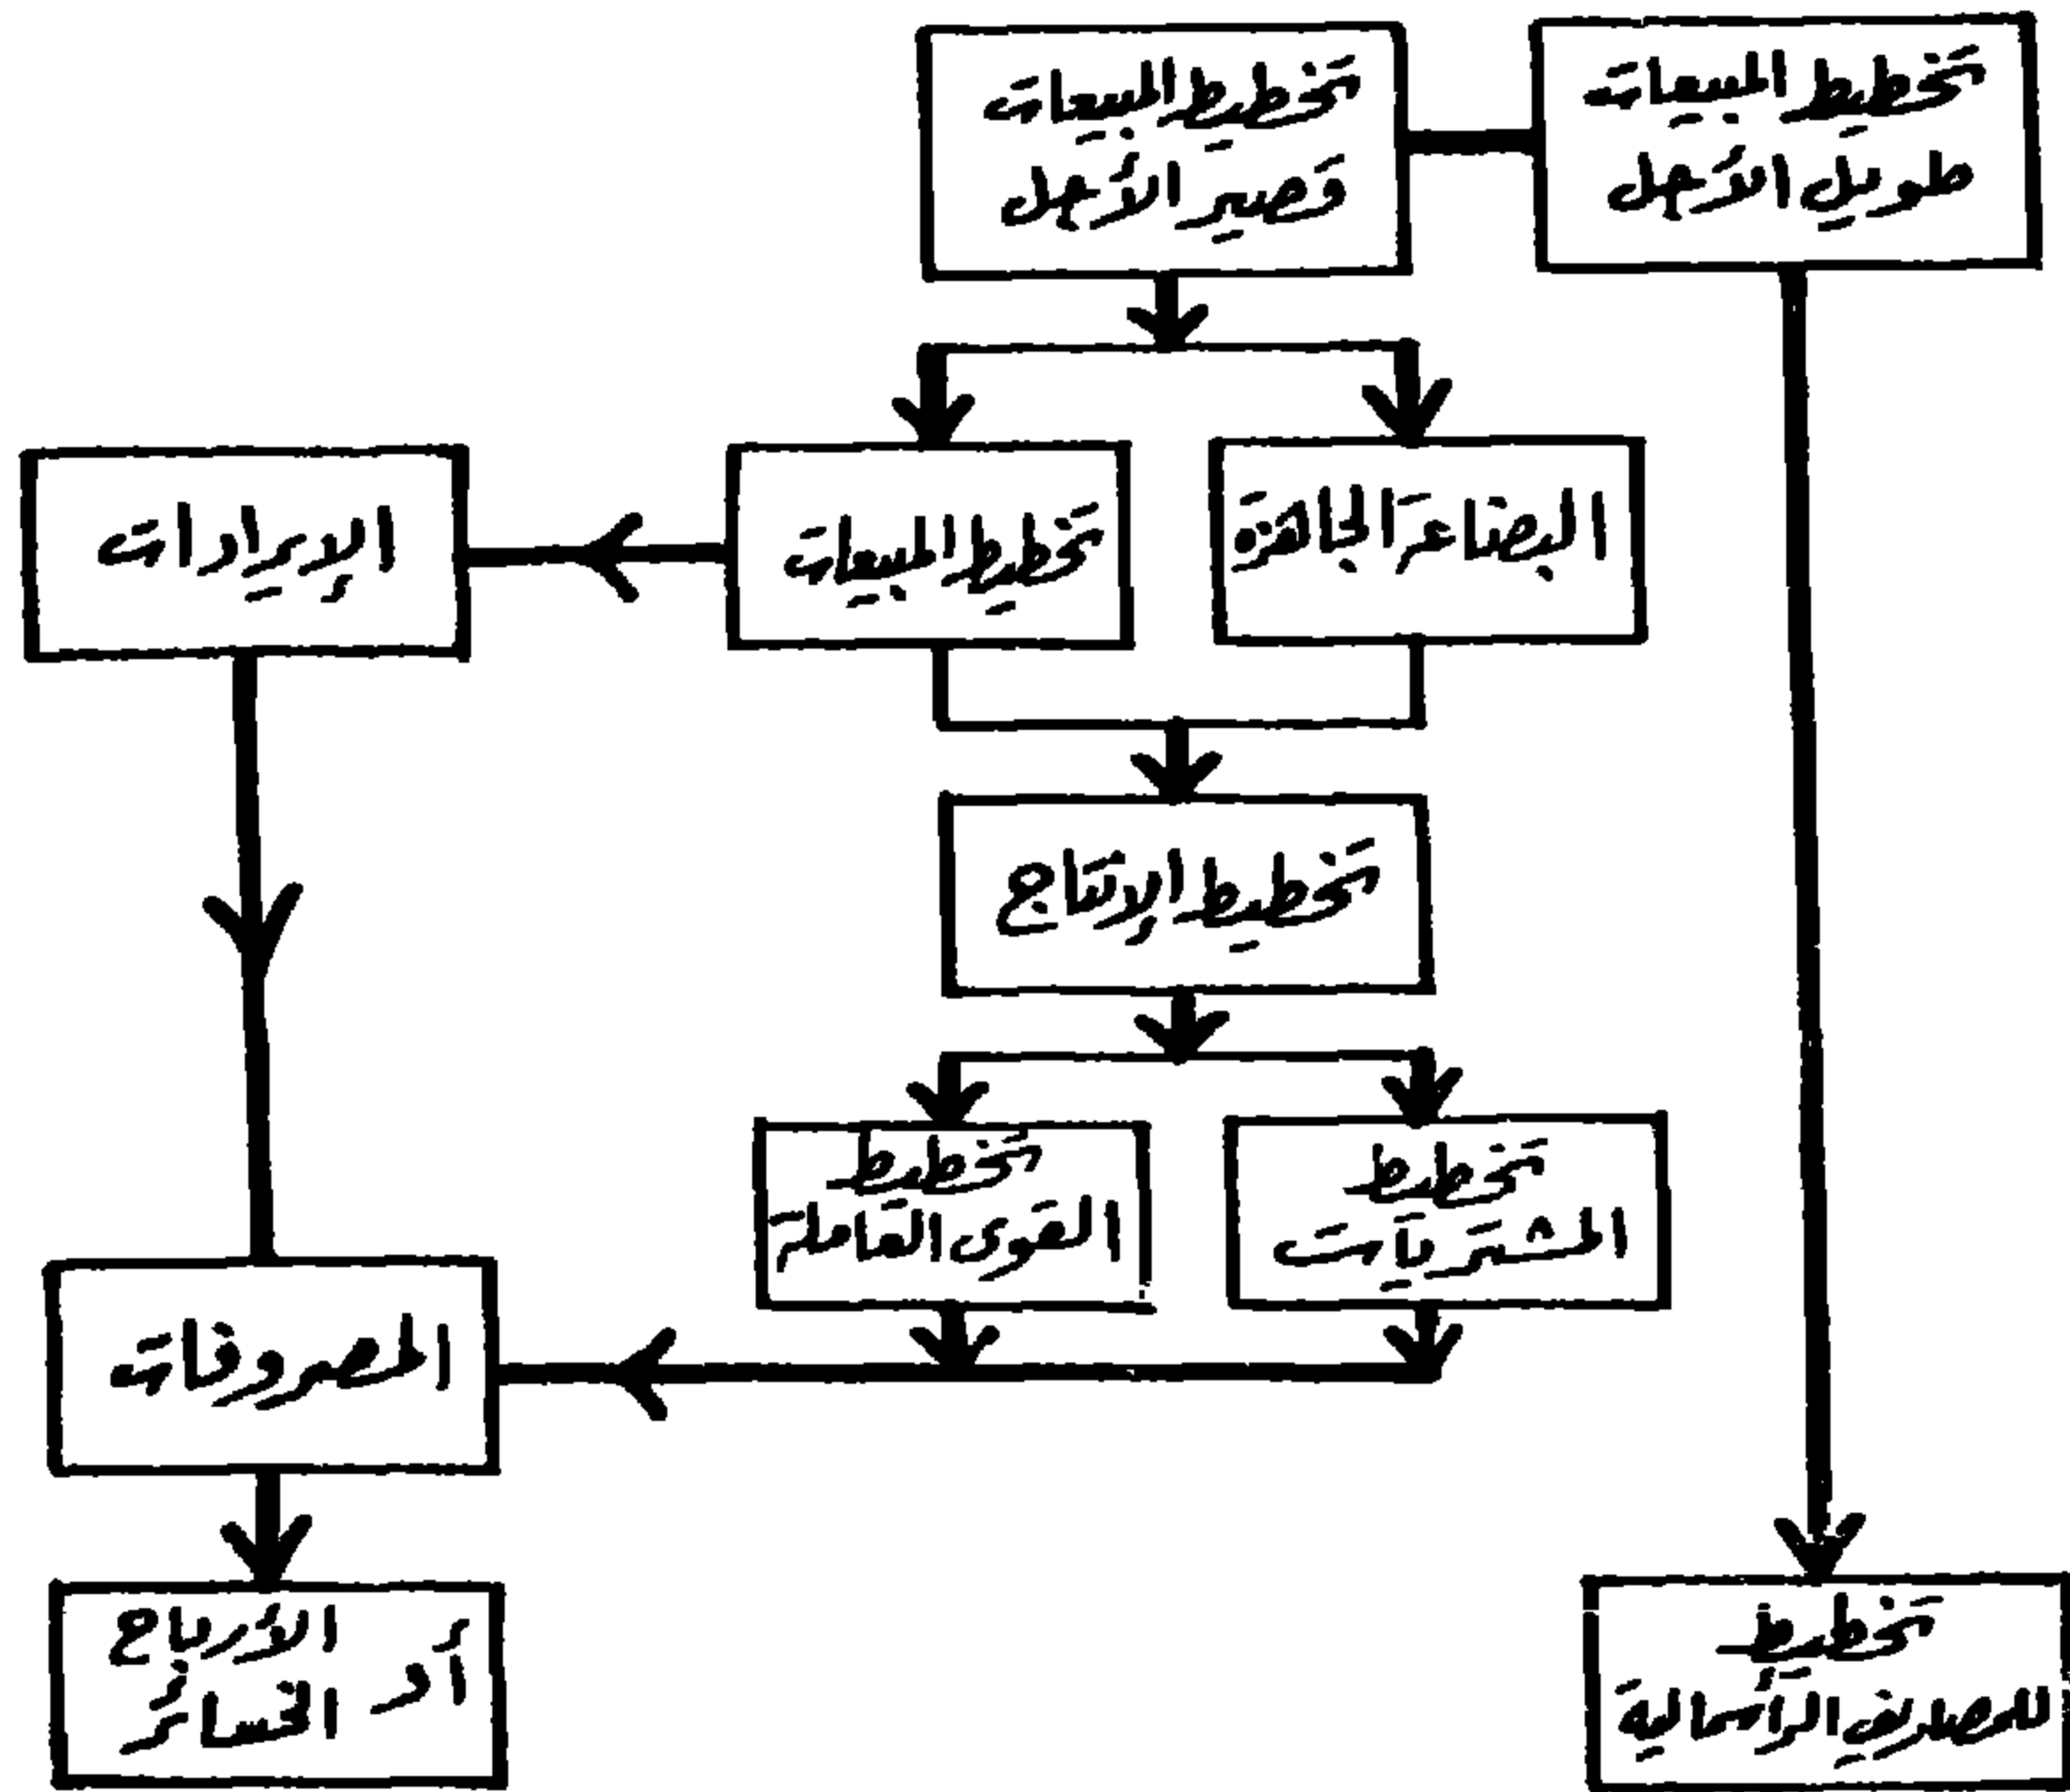 تخطيط المبيعات
طويل الأجل
تخطيط المبيعات
قصير الأجل
البضاعة الجاهزة
تخطيط المبيعات
الإيرادات
تخطيط الإنتاج
تخطيط
المشتريات
تخطيط
القوى العاملة
المصروفات
تخطيط
للمصاريف الرأسمالية
الأرباح
أو
الخسائر